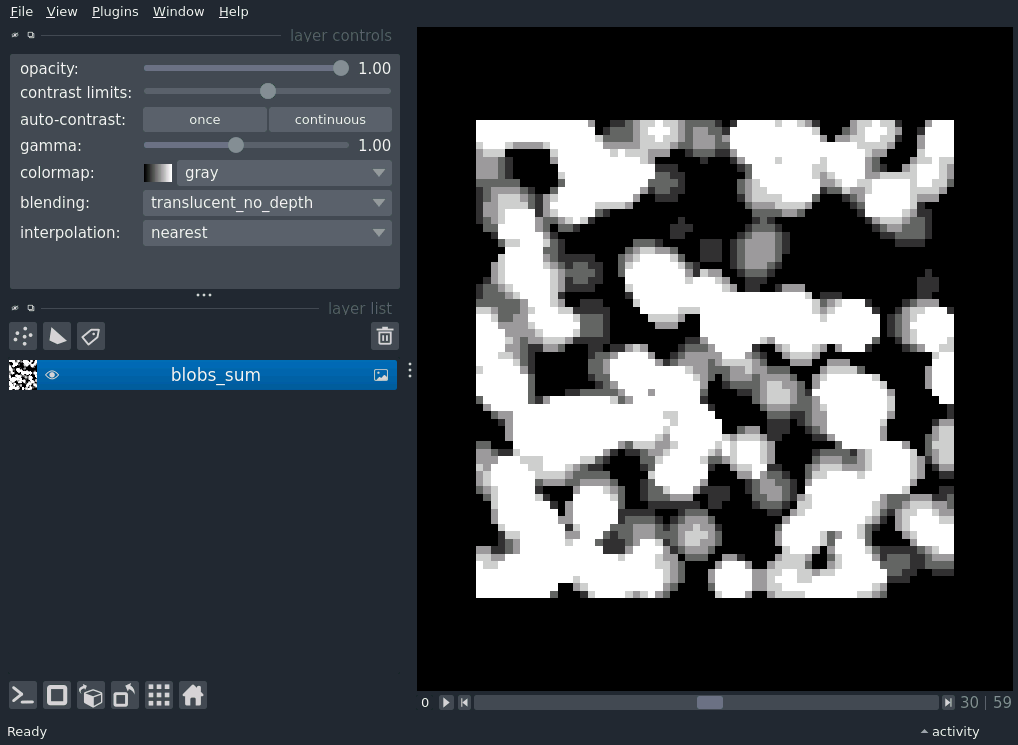 File View Plugins Window Help
layer controls
opacity: 1.00
contrast limits:
auto-contrast: once continuous
gamma: 1.00
colormap: gray
blending: translucent_no_depth
interpolation: nearest
layer list
blobs_sum
0 30 | 59
Ready activity